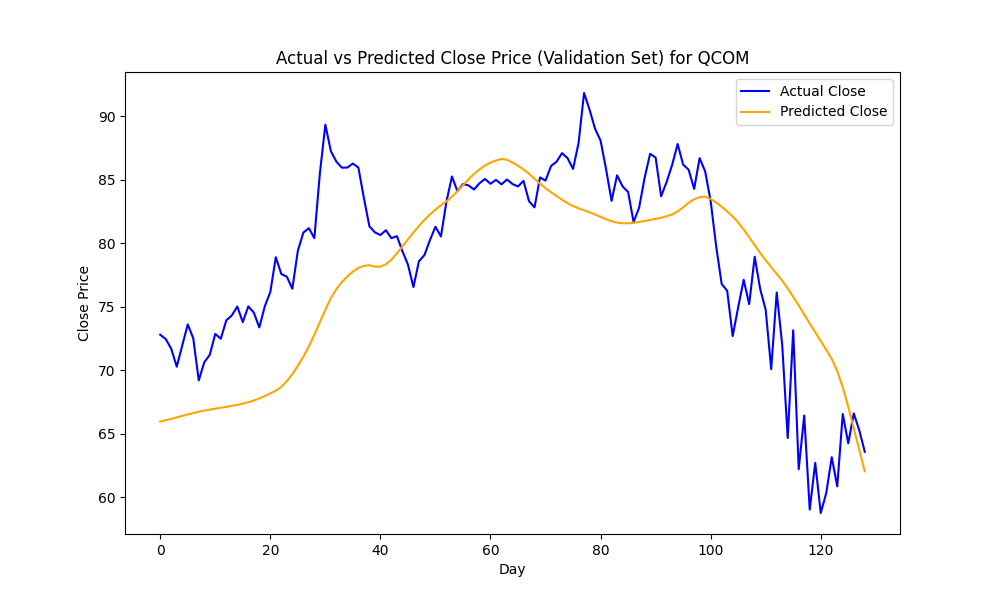 Actual vs Predicted Close Price (Validation Set) for QCOM
Actual Close
Predicted Close
Close Price
90
85
80
75
70
65
60
0 20 40 60 80 100 120
Day